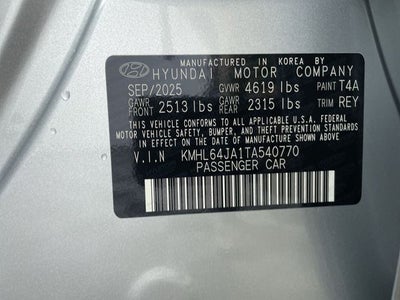 MANUFACTURED IN KOREA BY
HYUNDAI MOTOR COMPANY
SEP/2025 GVWR 4619 lbs PAINT T4A
GAWR FRT 2513 lbs GAWR RR 2315 lbs TRIM REY
THIS VEHICLE CONFORMS TO ALL APPLICABLE U.S.A. FEDERAL
MOTOR VEHICLE SAFETY, BUMPER, AND THEFT PREVENTION
STANDARDS IN EFFECT ON THE DATE OF MANUFACTURE SHOWN ABOVE.
V.I.N KMHL64JA1TA540770
PASSENGER CAR